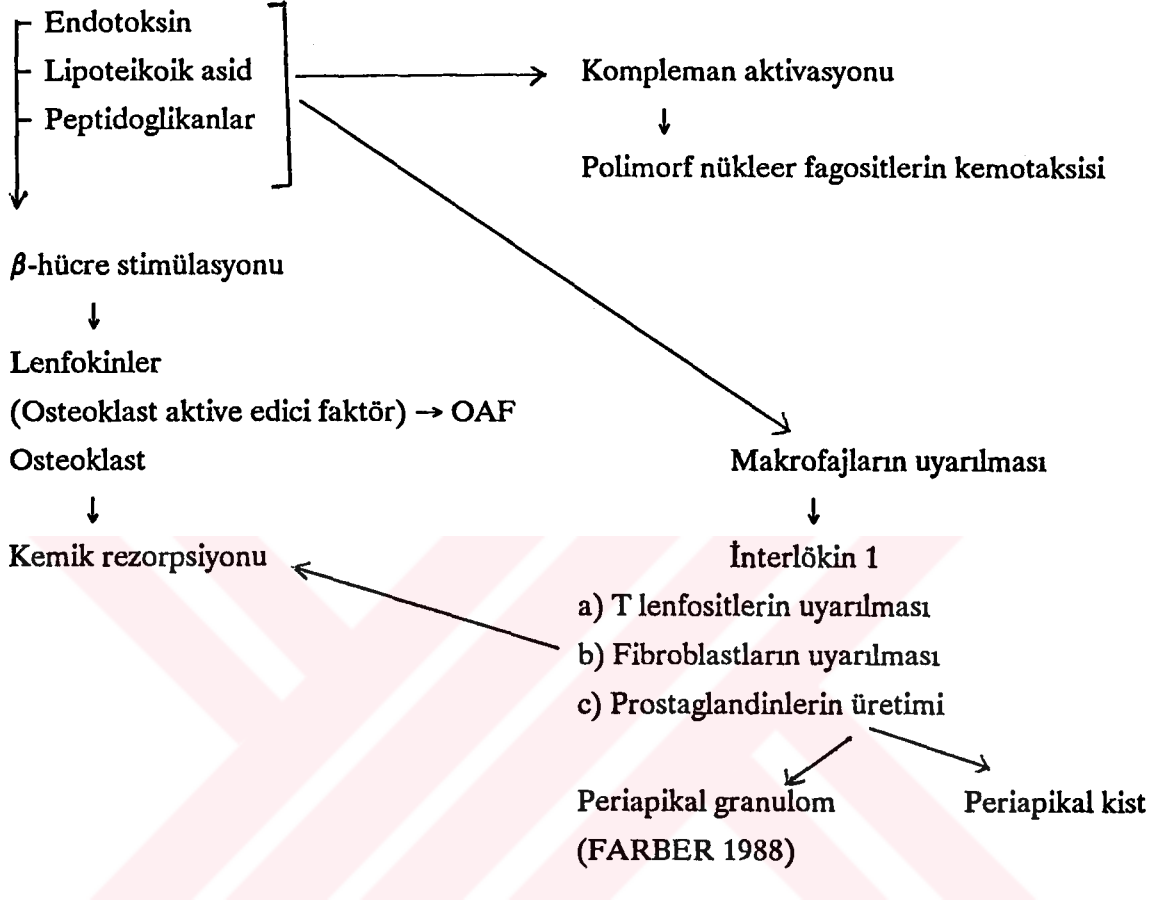 Endotoksin
Lipoteikoik asid
Peptidoglikanlar
Kompleman aktivasyonu
↓
Polimorf nükleer fagositlerin kemotaksisi
β-hücre stimülasyonu
↓
Lenfokinler
(Osteoklast aktive edici faktör) → OAF
Osteoklast
↓
Kemik rezorpsiyonu
Makrofajların uyarılması
↓
İnterlökin 1
a) T lenfositlerin uyarılması
b) Fibroblastların uyarılması
c) Prostaglandinlerin üretimi
Periapikal granulom
(FARBER 1988)
Periapikal kist